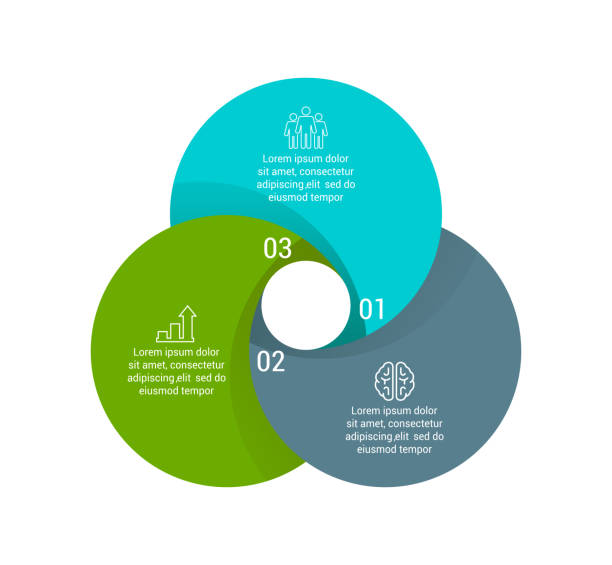 Lorem ipsum dolor
sit amet, consectetur
adipiscing,elit  sed do
eiusmod tempor
03
01
Lorem ipsum dolor
sit amet, consectetur
adipiscing,elit  sed do
eiusmod tempor
02
Lorem ipsum dolor
sit amet, consectetur
adipiscing,elit  sed do
eiusmod tempor